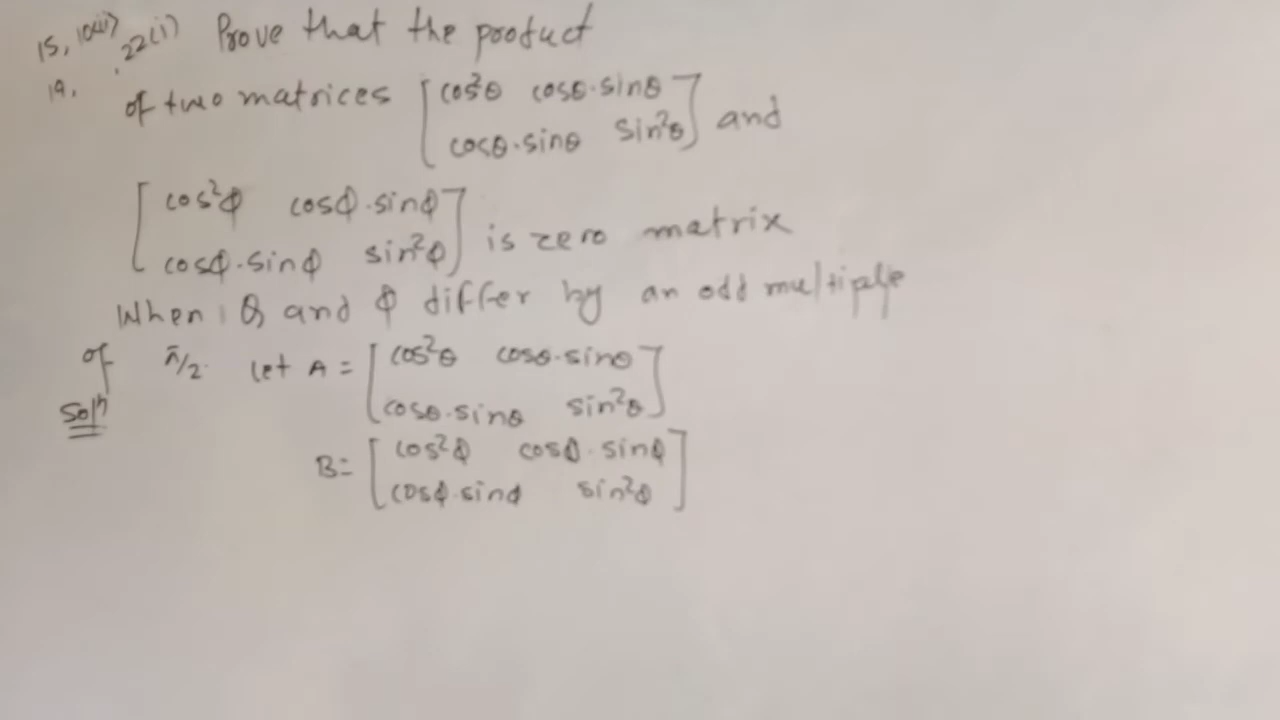 15, 10(ii) 22(i) Prove that the product
19. of two matrices [cos²θ cosθ.sinθ
cosθ.sinθ sin²θ] and
[cos²φ cosφ.sinφ
cosφ.sinφ sin²φ] is zero matrix
When θ and φ differ by an odd multiple
of π/2. Let A = [cos²θ cosθ.sinθ
Solⁿ cosθ.sinθ sin²θ]
B = [cos²φ cosφ.sinφ
cosφ.sinφ sin²φ]